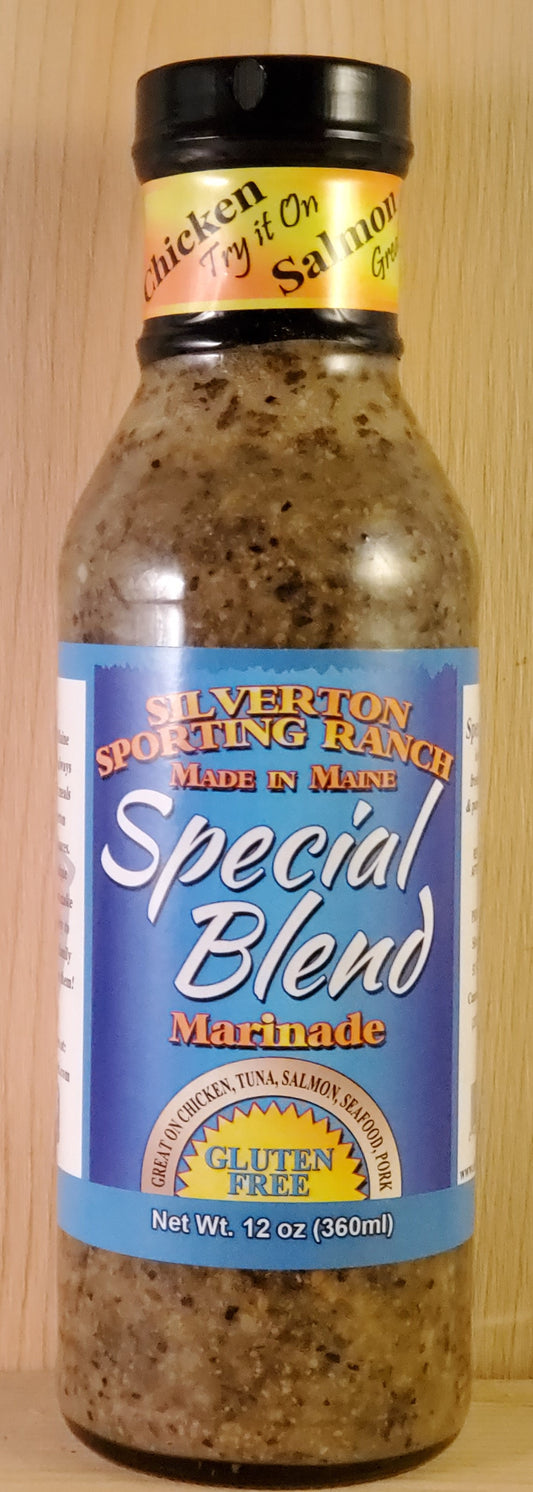 Chicken
Try it On
Salmon
SILVERTON
SPORTING RANCH
MADE IN MAINE
Special
Blend
Marinade
GREAT ON CHICKEN, TUNA, SALMON, SEAFOOD, PORK
GLUTEN
FREE
Net Wt. 12 oz (360ml)